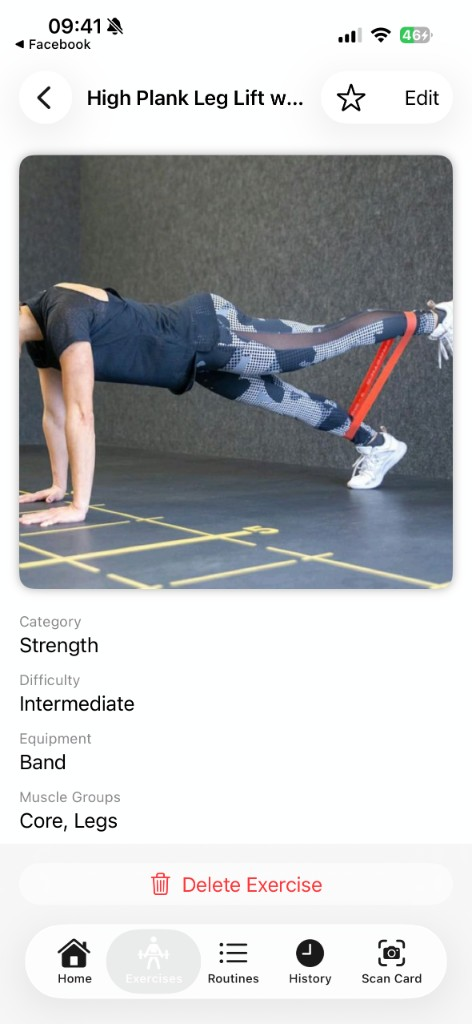 09:41
◀ Facebook
46
High Plank Leg Lift w...
Edit
5
Category
Strength
Difficulty
Intermediate
Equipment
Band
Muscle Groups
Core, Legs
Delete Exercise
Home
Exercises
Routines
History
Scan Card